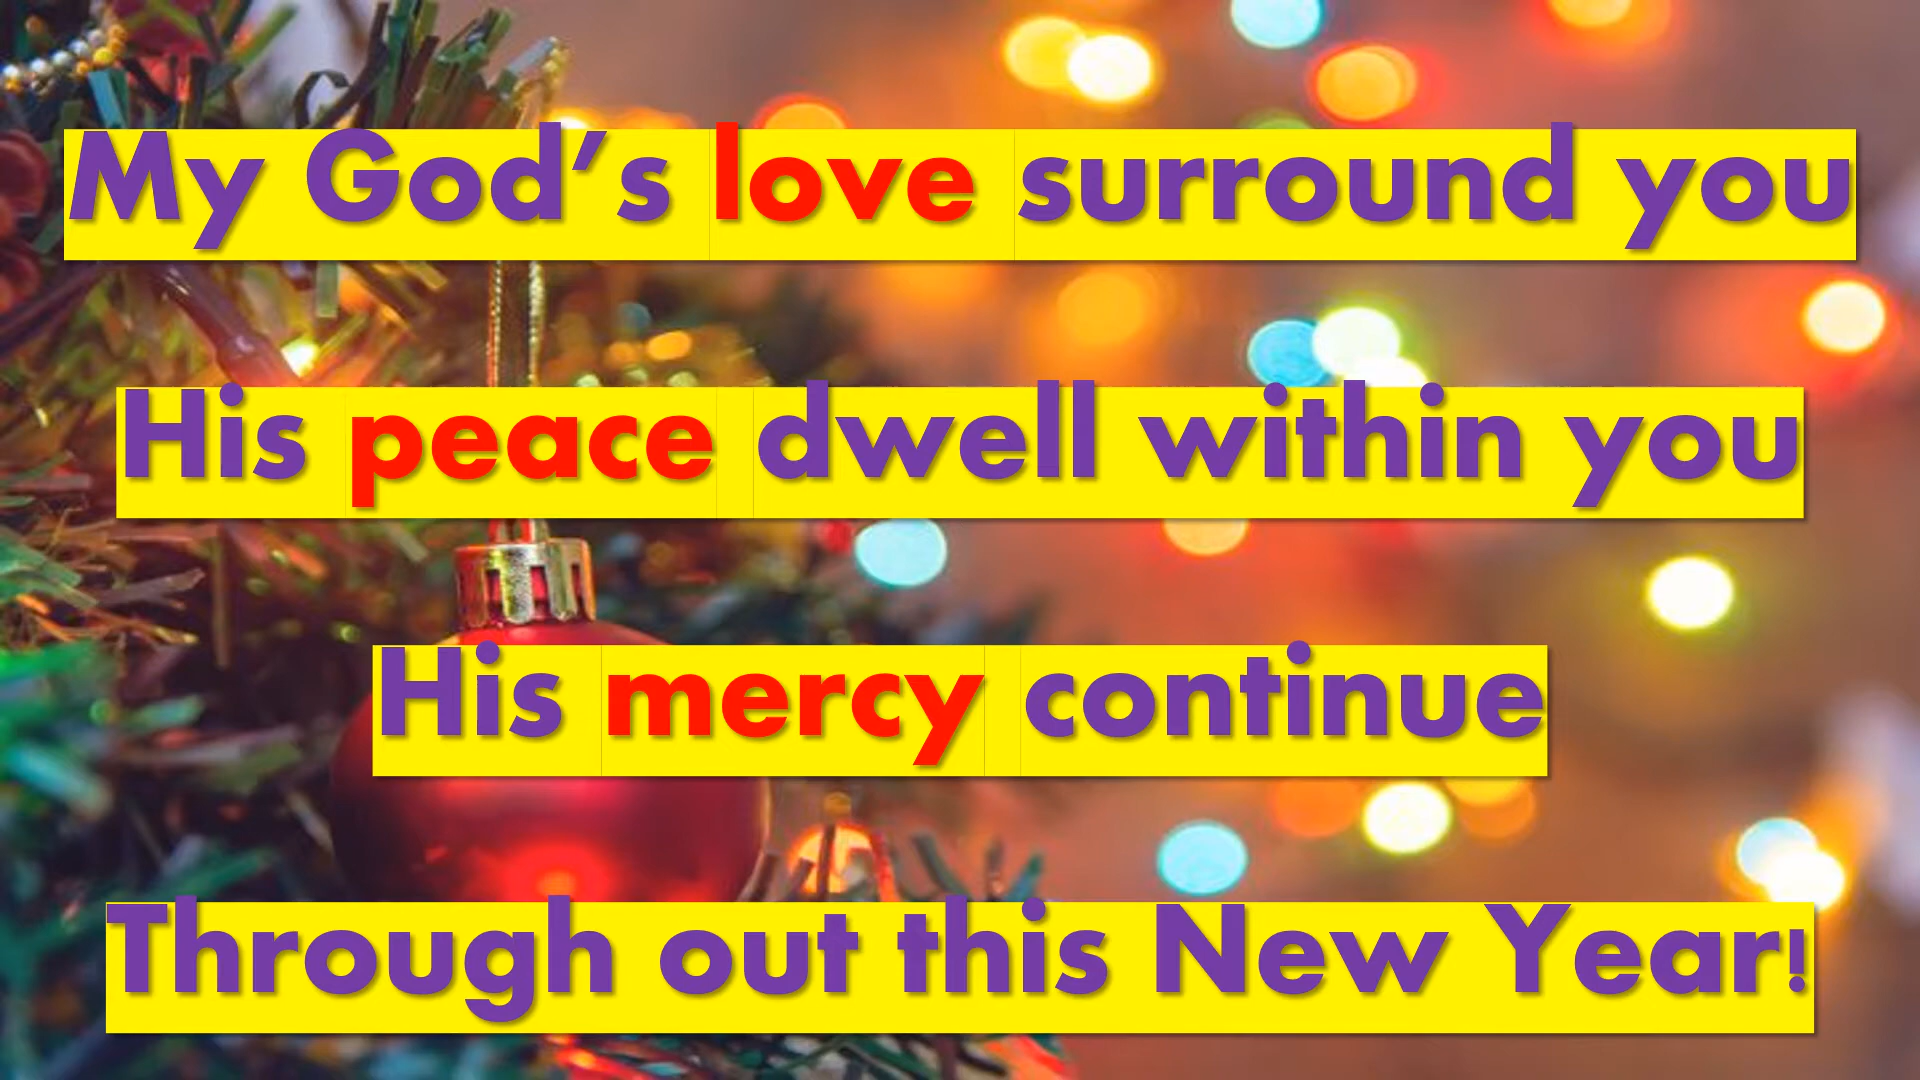 My God’s love surround you
His peace dwell within you
His mercy continue
Through out this New Year!